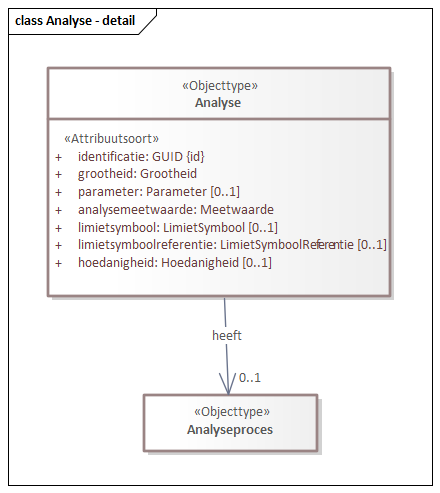 class Analyse - detail
«Objecttype»
Analyse
«Attribuutsoort»
+ identificatie: GUID {id}
+ grootheid: Grootheid
+ parameter: Parameter [0..1]
+ analysemeetwaarde: Meetwaarde
+ limietsymbool: LimietSymbool [0..1]
+ limietsymboolreferentie: LimietSymboolReferentie [0..1]
+ hoedanigheid: Hoedanigheid [0..1]
heeft
0..1
«Objecttype»
Analyseproces